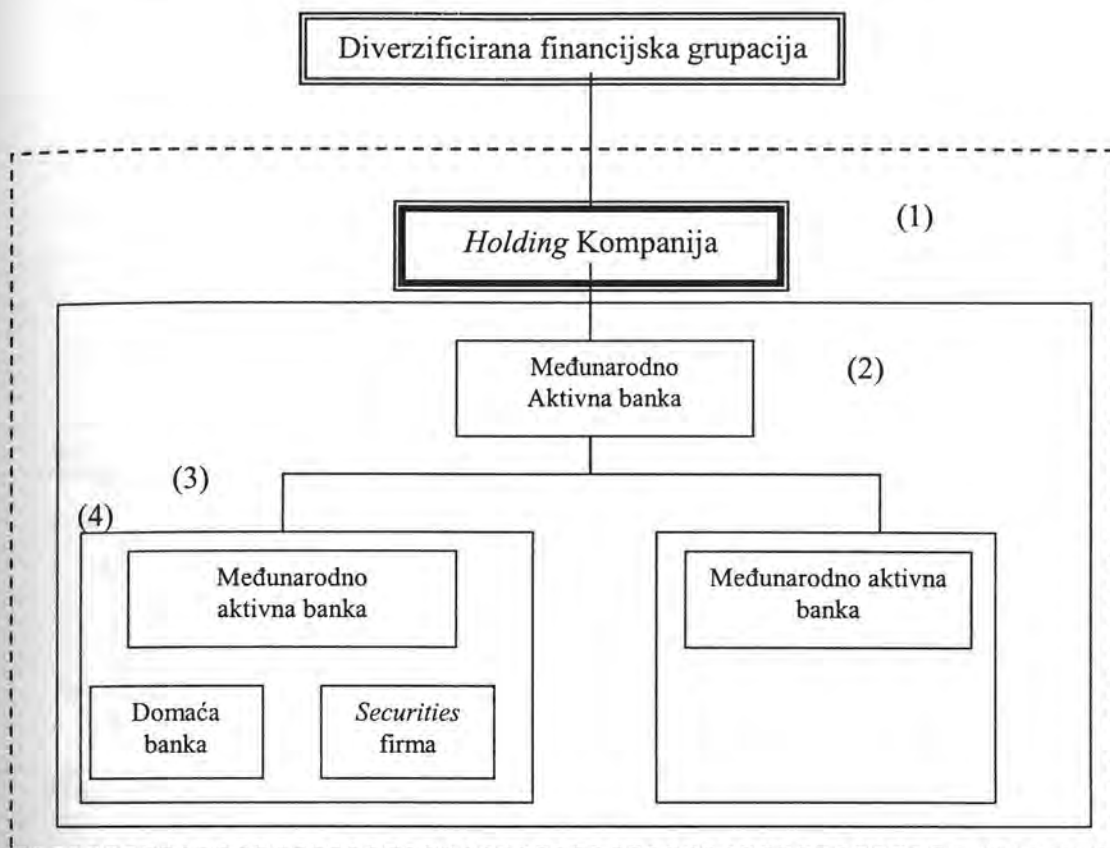 Diverzificirana financijska grupacija
Holding Kompanija
(1)
Međunarodno
Aktivna banka
(2)
(3)
(4)
Međunarodno
aktivna banka
Međunarodno aktivna
banka
Domaća
banka
Securities
firma